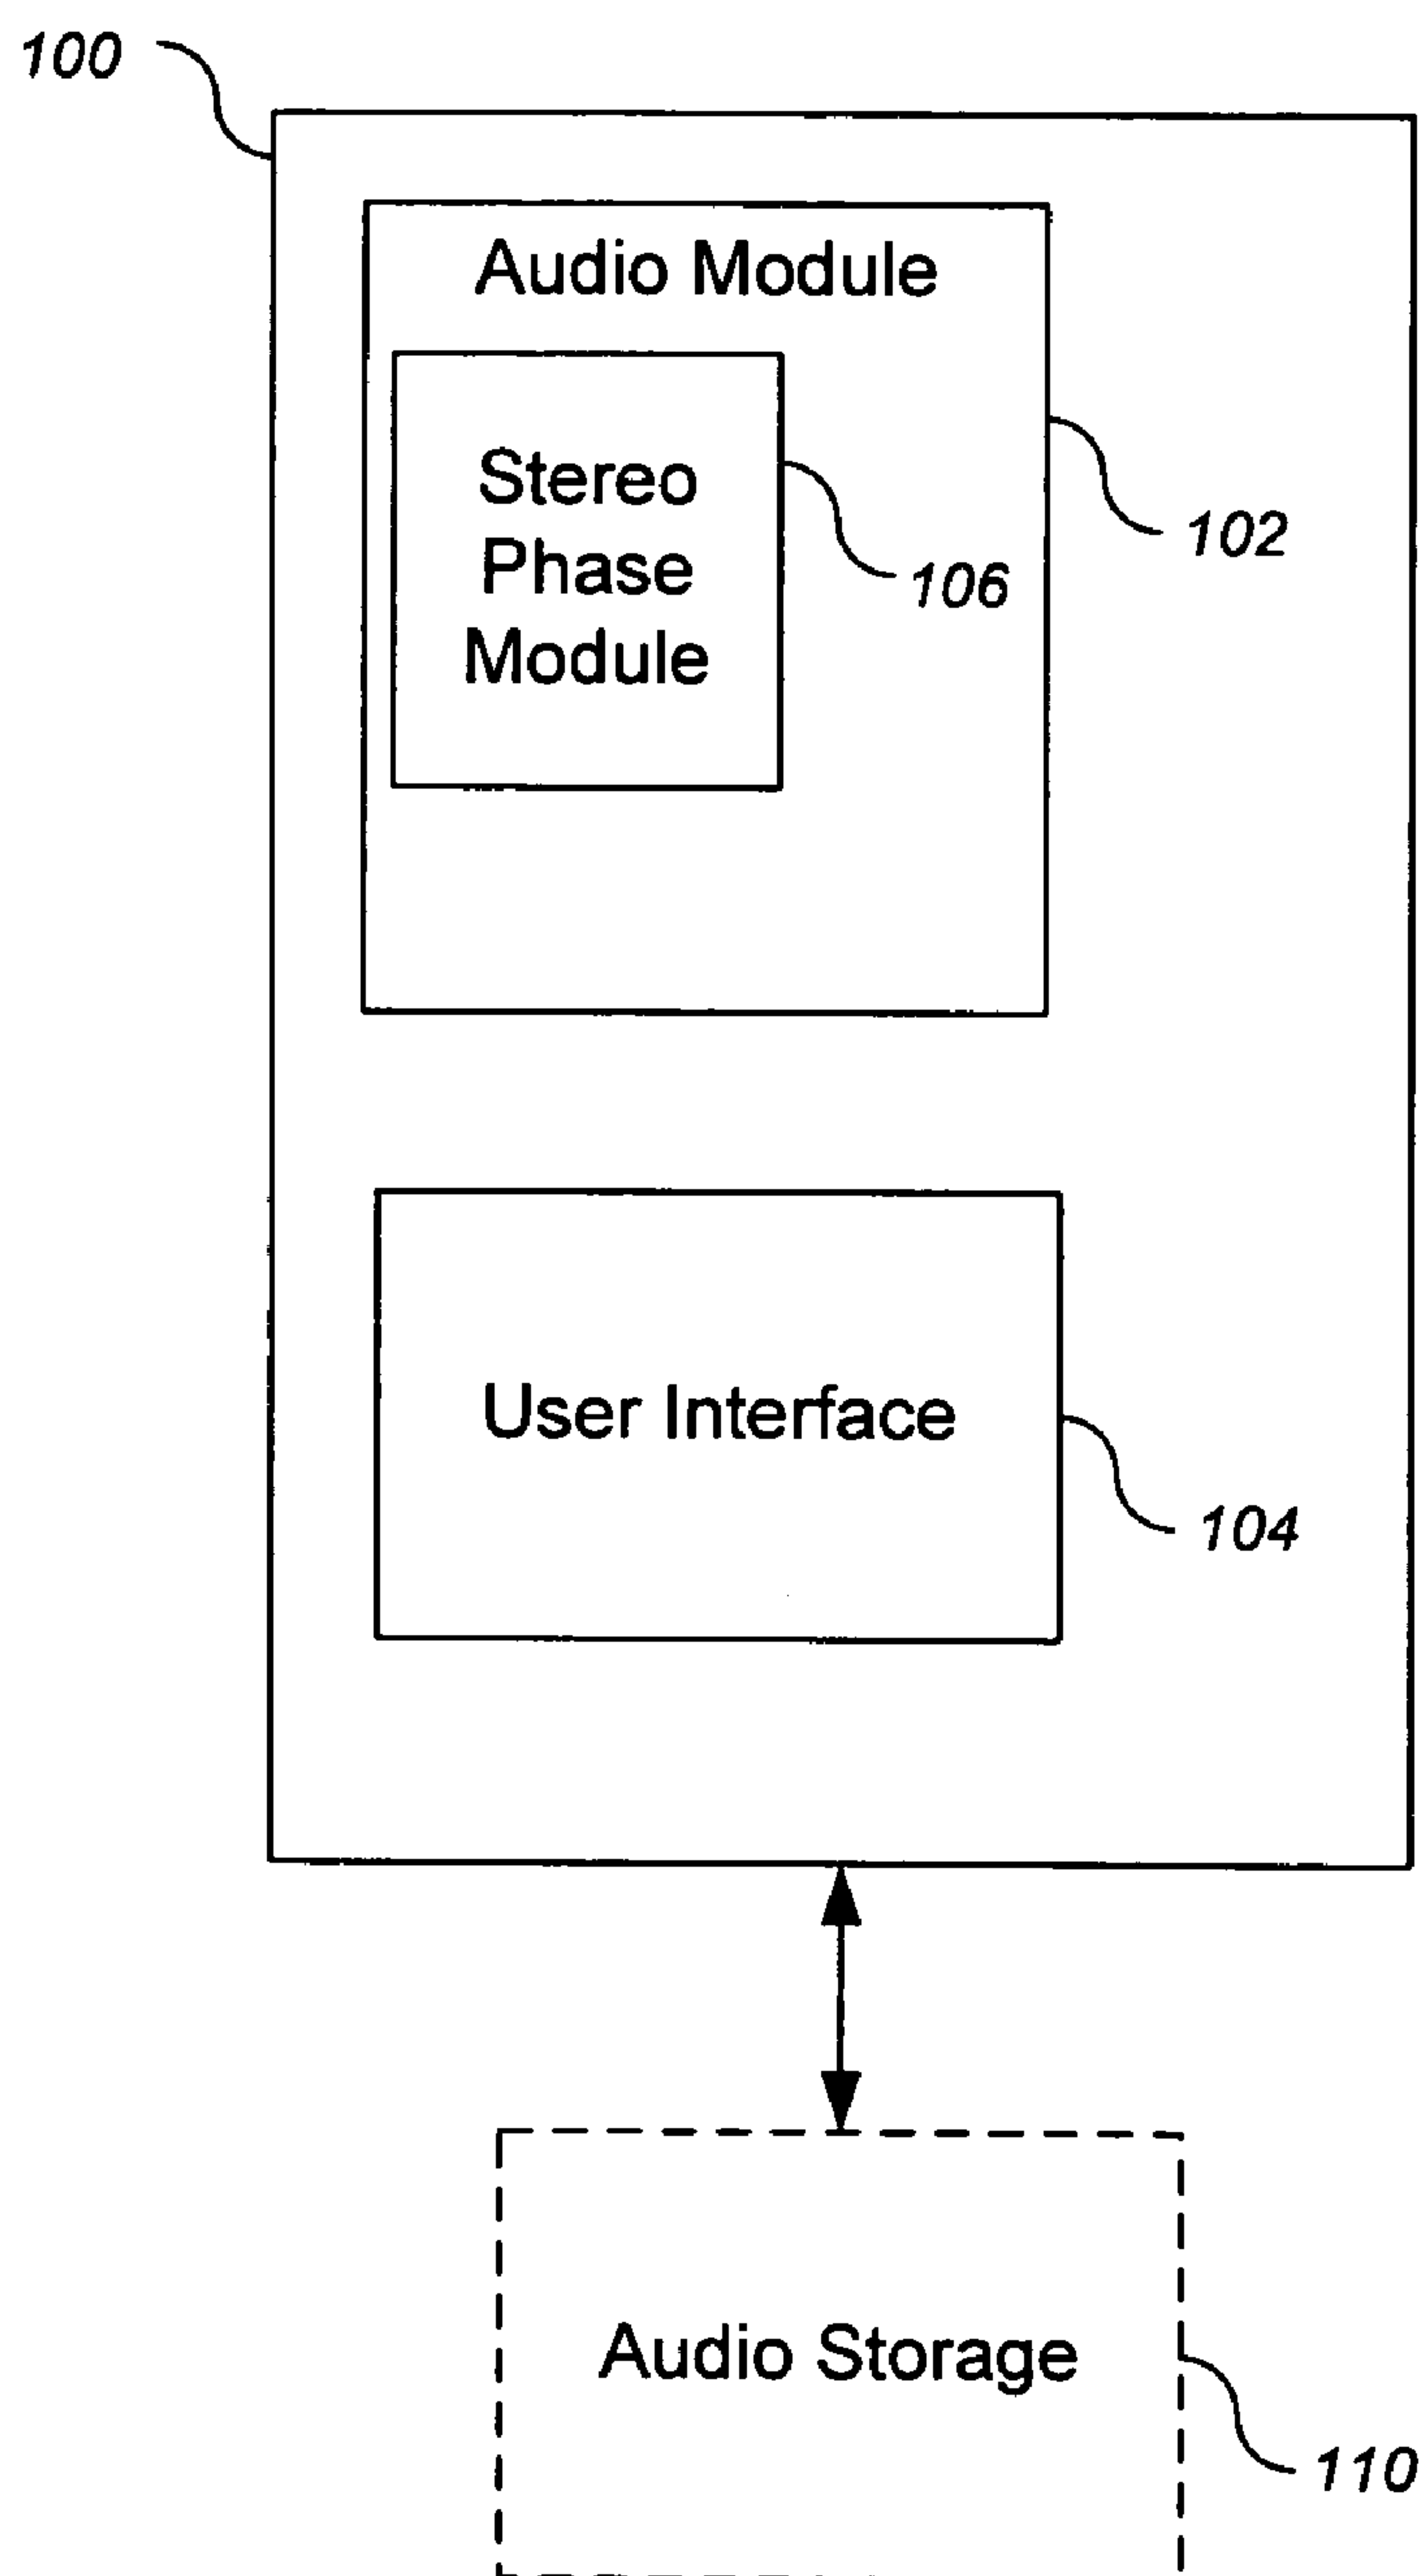 100
Audio Module
Stereo
Phase
Module
102
106
User Interface
104
Audio Storage
110